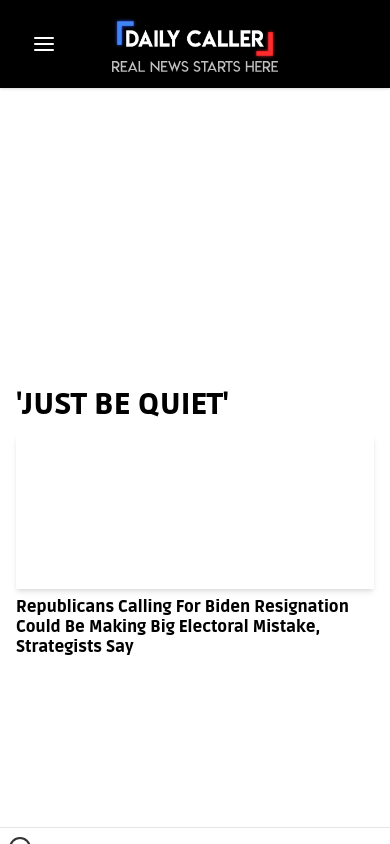 DAILY CALLER
REAL NEWS STARTS HERE
'JUST BE QUIET'
Republicans Calling For Biden Resignation
Could Be Making Big Electoral Mistake,
Strategists Say